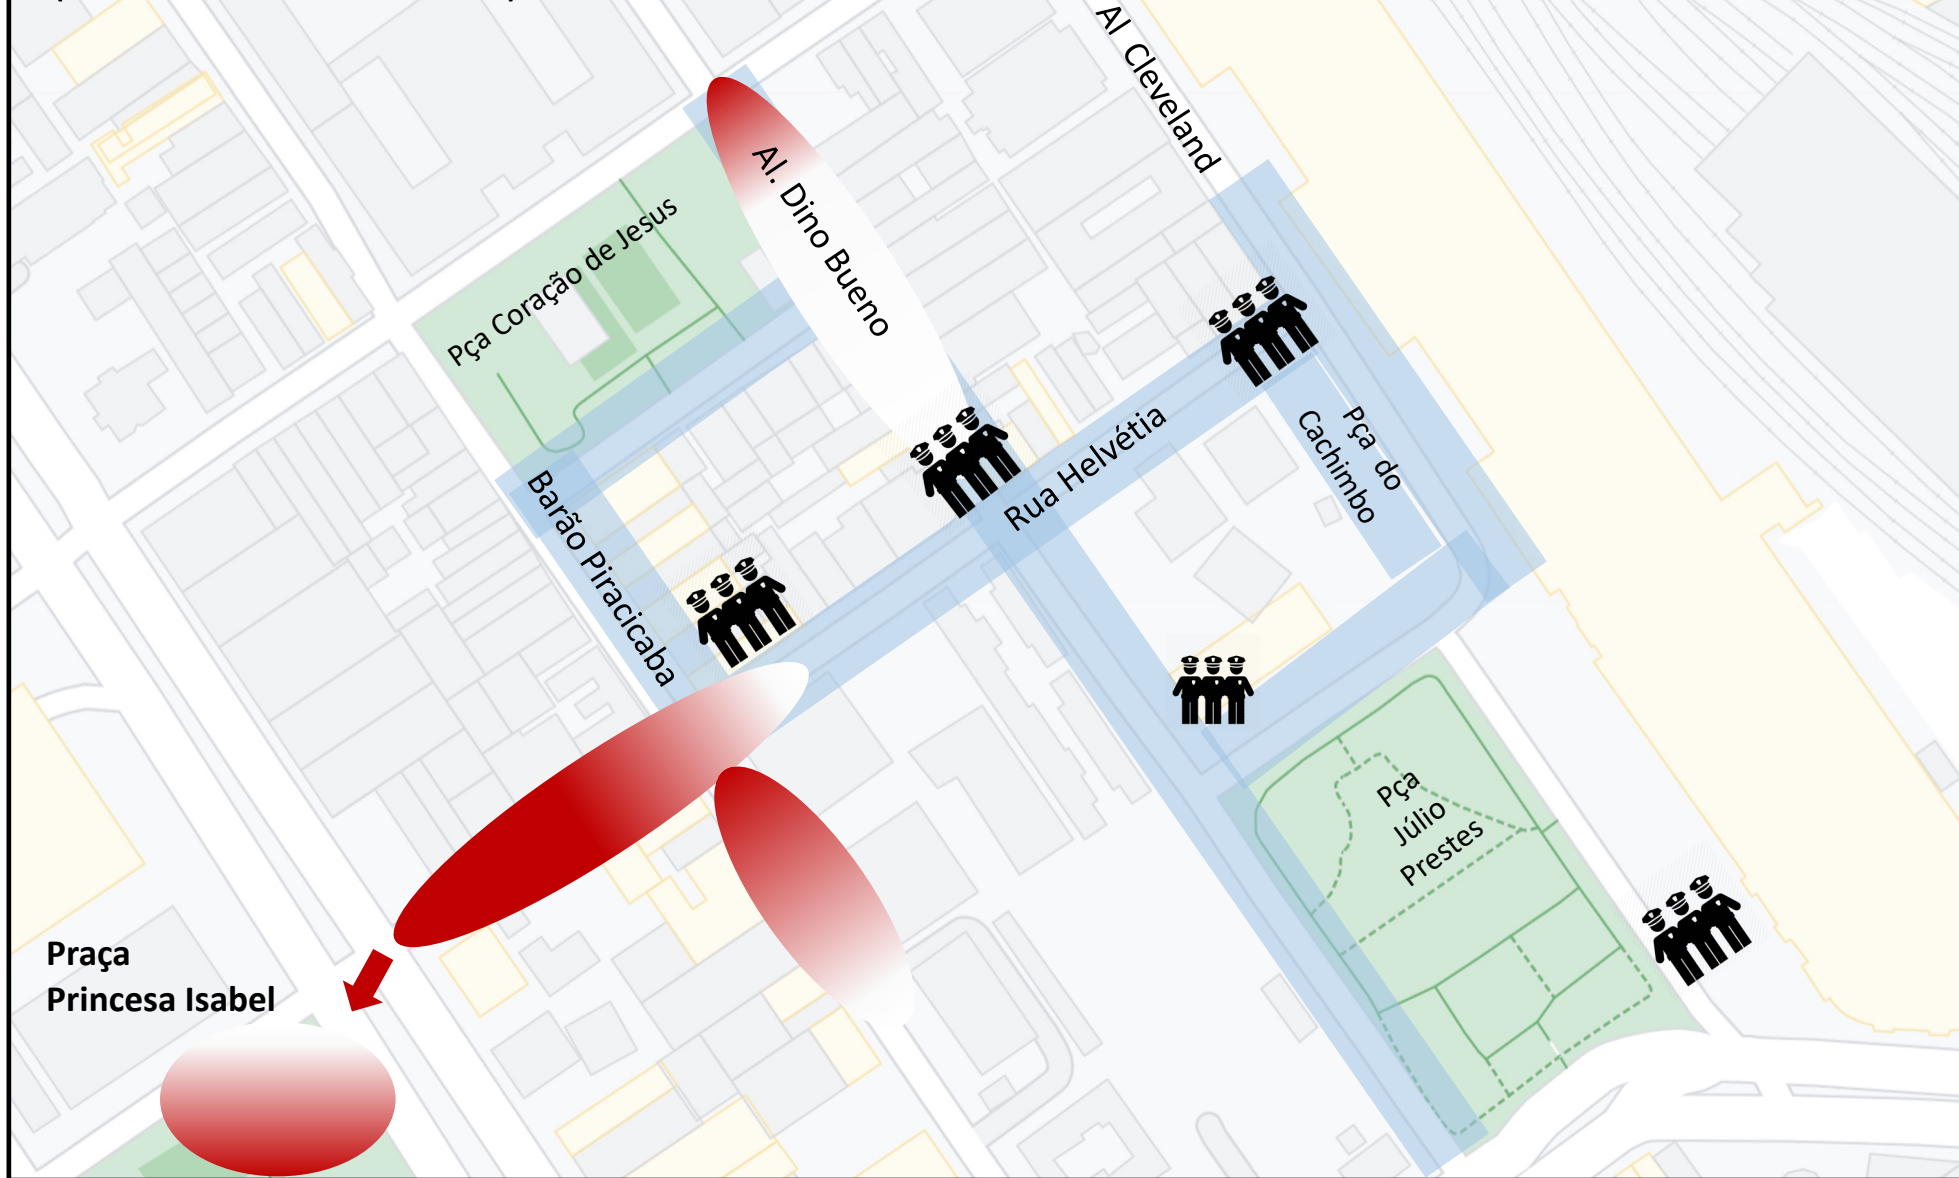 Al Cleveland
Al. Dino Bueno
Pça Coração de Jesus
Rua Helvétia
Pça do
Cachimbo
Barão Piracicaba
Pça
Júlio
Prestes
Praça
Princesa Isabel